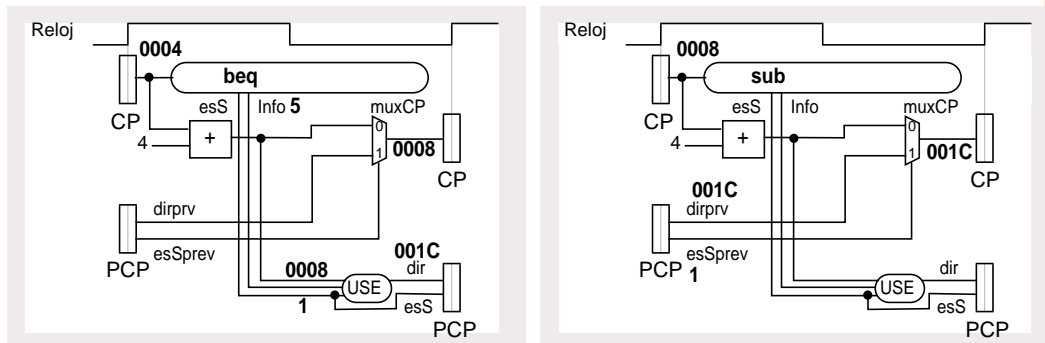 Reloj
0004
beq
esS
Info 5
muxCP
CP
4
+
0
1
0008
CP
dirprv
esSprev
PCP
001C
dir
0008
USE
1
esS
PCP
Reloj
0008
sub
esS
Info
muxCP
CP
4
+
0
1
001C
CP
001C
dirprv
esSprev
PCP
1
dir
USE
esS
PCP